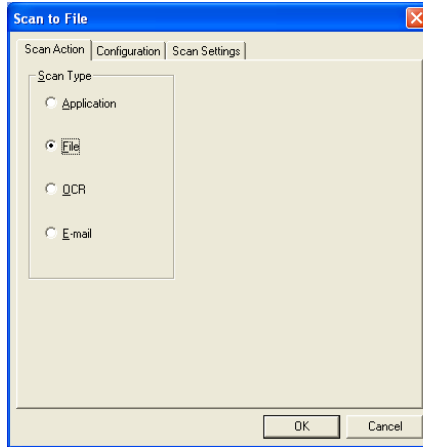 Scan to File
Scan Action Configuration Scan Settings
Scan Type
Application
File
OCR
E-mail
OK Cancel